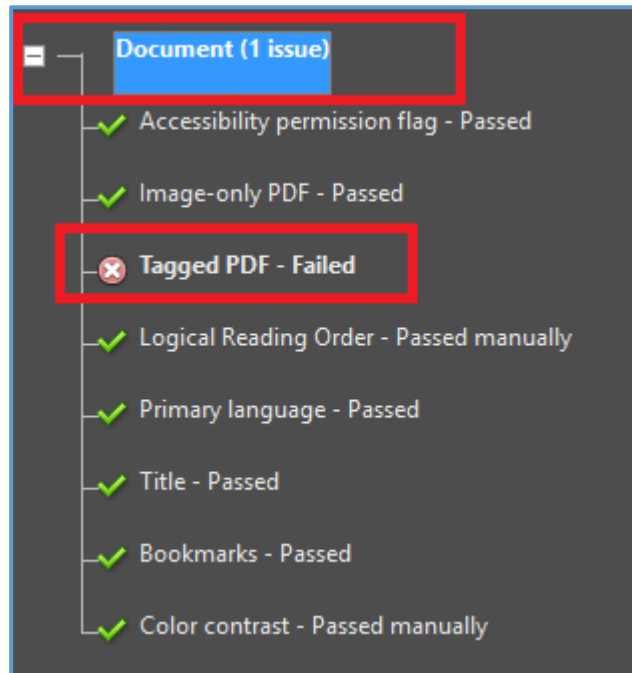 Document (1 issue)
Accessibility permission flag - Passed
Image-only PDF - Passed
Tagged PDF - Failed
Logical Reading Order - Passed manually
Primary language - Passed
Title - Passed
Bookmarks - Passed
Color contrast - Passed manually